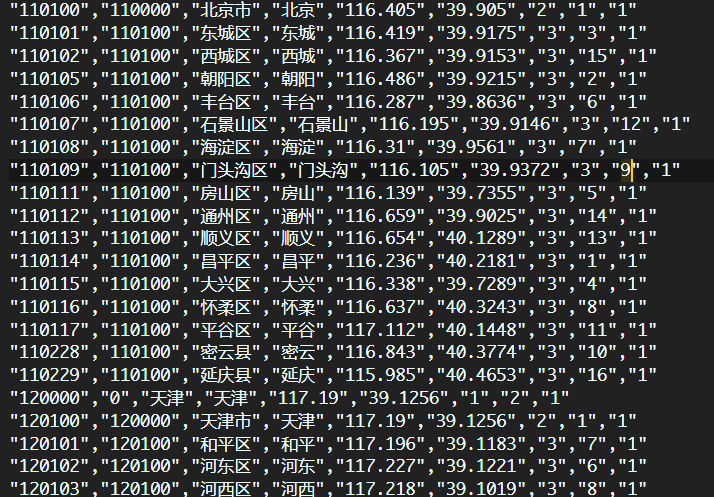 "110100","110000","北京市","北京","116.405","39.905","2","1","1"
"110101","110100","东城区","东城","116.419","39.9175","3","3","1"
"110102","110100","西城区","西城","116.367","39.9153","3","15","1"
"110105","110100","朝阳区","朝阳","116.486","39.9215","3","2","1"
"110106","110100","丰台区","丰台","116.287","39.8636","3","6","1"
"110107","110100","石景山区","石景山","116.195","39.9146","3","12","1"
"110108","110100","海淀区","海淀","116.31","39.9561","3","7","1"
"110109","110100","门头沟区","门头沟","116.105","39.9372","3","9","1"
"110111","110100","房山区","房山","116.139","39.7355","3","5","1"
"110112","110100","通州区","通州","116.659","39.9025","3","14","1"
"110113","110100","顺义区","顺义","116.654","40.1289","3","13","1"
"110114","110100","昌平区","昌平","116.236","40.2181","3","1","1"
"110115","110100","大兴区","大兴","116.338","39.7289","3","4","1"
"110116","110100","怀柔区","怀柔","116.637","40.3243","3","8","1"
"110117","110100","平谷区","平谷","117.112","40.1448","3","11","1"
"110228","110100","密云县","密云","116.843","40.3774","3","10","1"
"110229","110100","延庆县","延庆","115.985","40.4653","3","16","1"
"120000","0","天津","天津","117.19","39.1256","1","2","1"
"120100","120000","天津市","天津","117.19","39.1256","2","1","1"
"120101","120100","和平区","和平","117.196","39.1183","3","7","1"
"120102","120100","河东区","河东","117.227","39.1221","3","6","1"
"120103","120100","河西区","河西","117.218","39.1019","3","8","1"